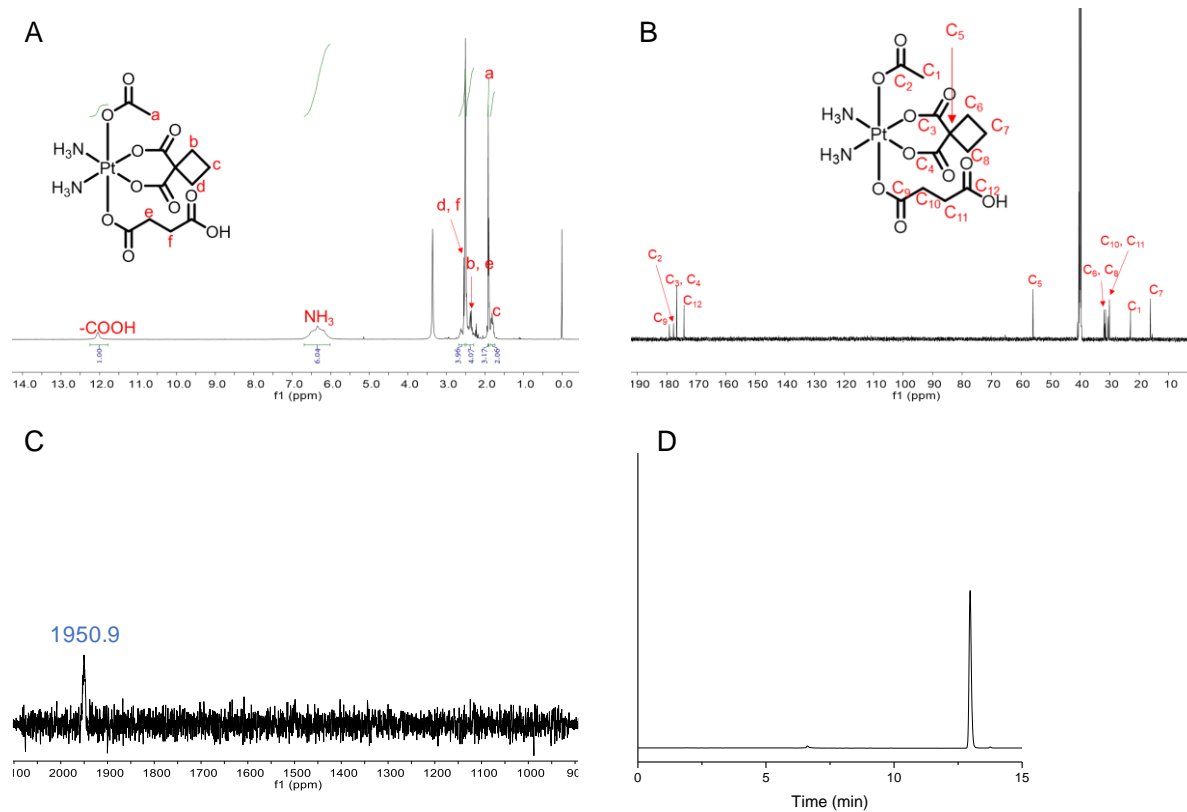 A
O
O
a
O
O
b
H₃N
O
c
Pt
H₃N
O
d
O
O
O
e
OH
O
f
a
d, f
b, e
c
-COOH
NH₃
1.00
6.04
3.96
4.07
3.17
2.06
14.0 13.0 12.0 11.0 10.0 9.0 8.0 7.0 6.0 5.0 4.0 3.0 2.0 1.0 0.0
f1 (ppm)
B
C₅
O
C₁
O
C₂
O
C₆
H₃N
O
C₃
C₇
Pt
H₃N
O
C₄
C₈
O
O
O
C₉
C₁₂
C₁₀
OH
O
C₁₁
C₂
C₃, C₄
C₉
C₁₂
C₅
C₁₀, C₁₁
C₆, C₈
C₁
C₇
190 180 170 160 150 140 130 120 110 100 90 80 70 60 50 40 30 20 10
f1 (ppm)
C
1950.9
00 2000 1900 1800 1700 1600 1500 1400 1300 1200 1100 1000 90
f1 (ppm)
D
0 5 10 15
Time (min)